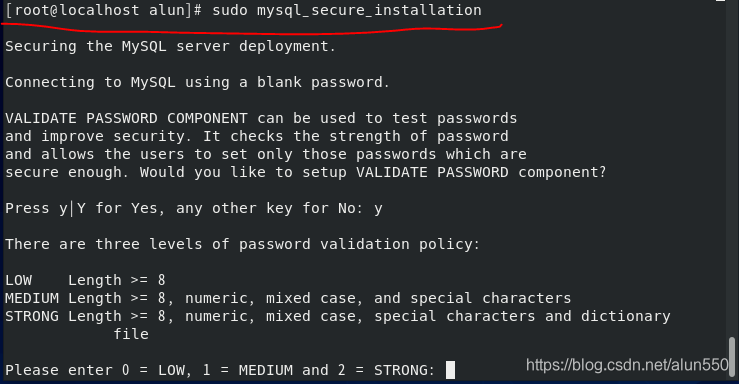 [root@localhost alun]# sudo mysql_secure_installation
Securing the MySQL server deployment.
Connecting to MySQL using a blank password.
VALIDATE PASSWORD COMPONENT can be used to test passwords
and improve security. It checks the strength of password
and allows the users to set only those passwords which are
secure enough. Would you like to setup VALIDATE PASSWORD component?
Press y|Y for Yes, any other key for No: y
There are three levels of password validation policy:
LOW    Length >= 8
MEDIUM Length >= 8, numeric, mixed case, and special characters
STRONG Length >= 8, numeric, mixed case, special characters and dictionary
file
Please enter 0 = LOW, 1 = MEDIUM and 2 = STRONG:
https://blog.csdn.net/alun550